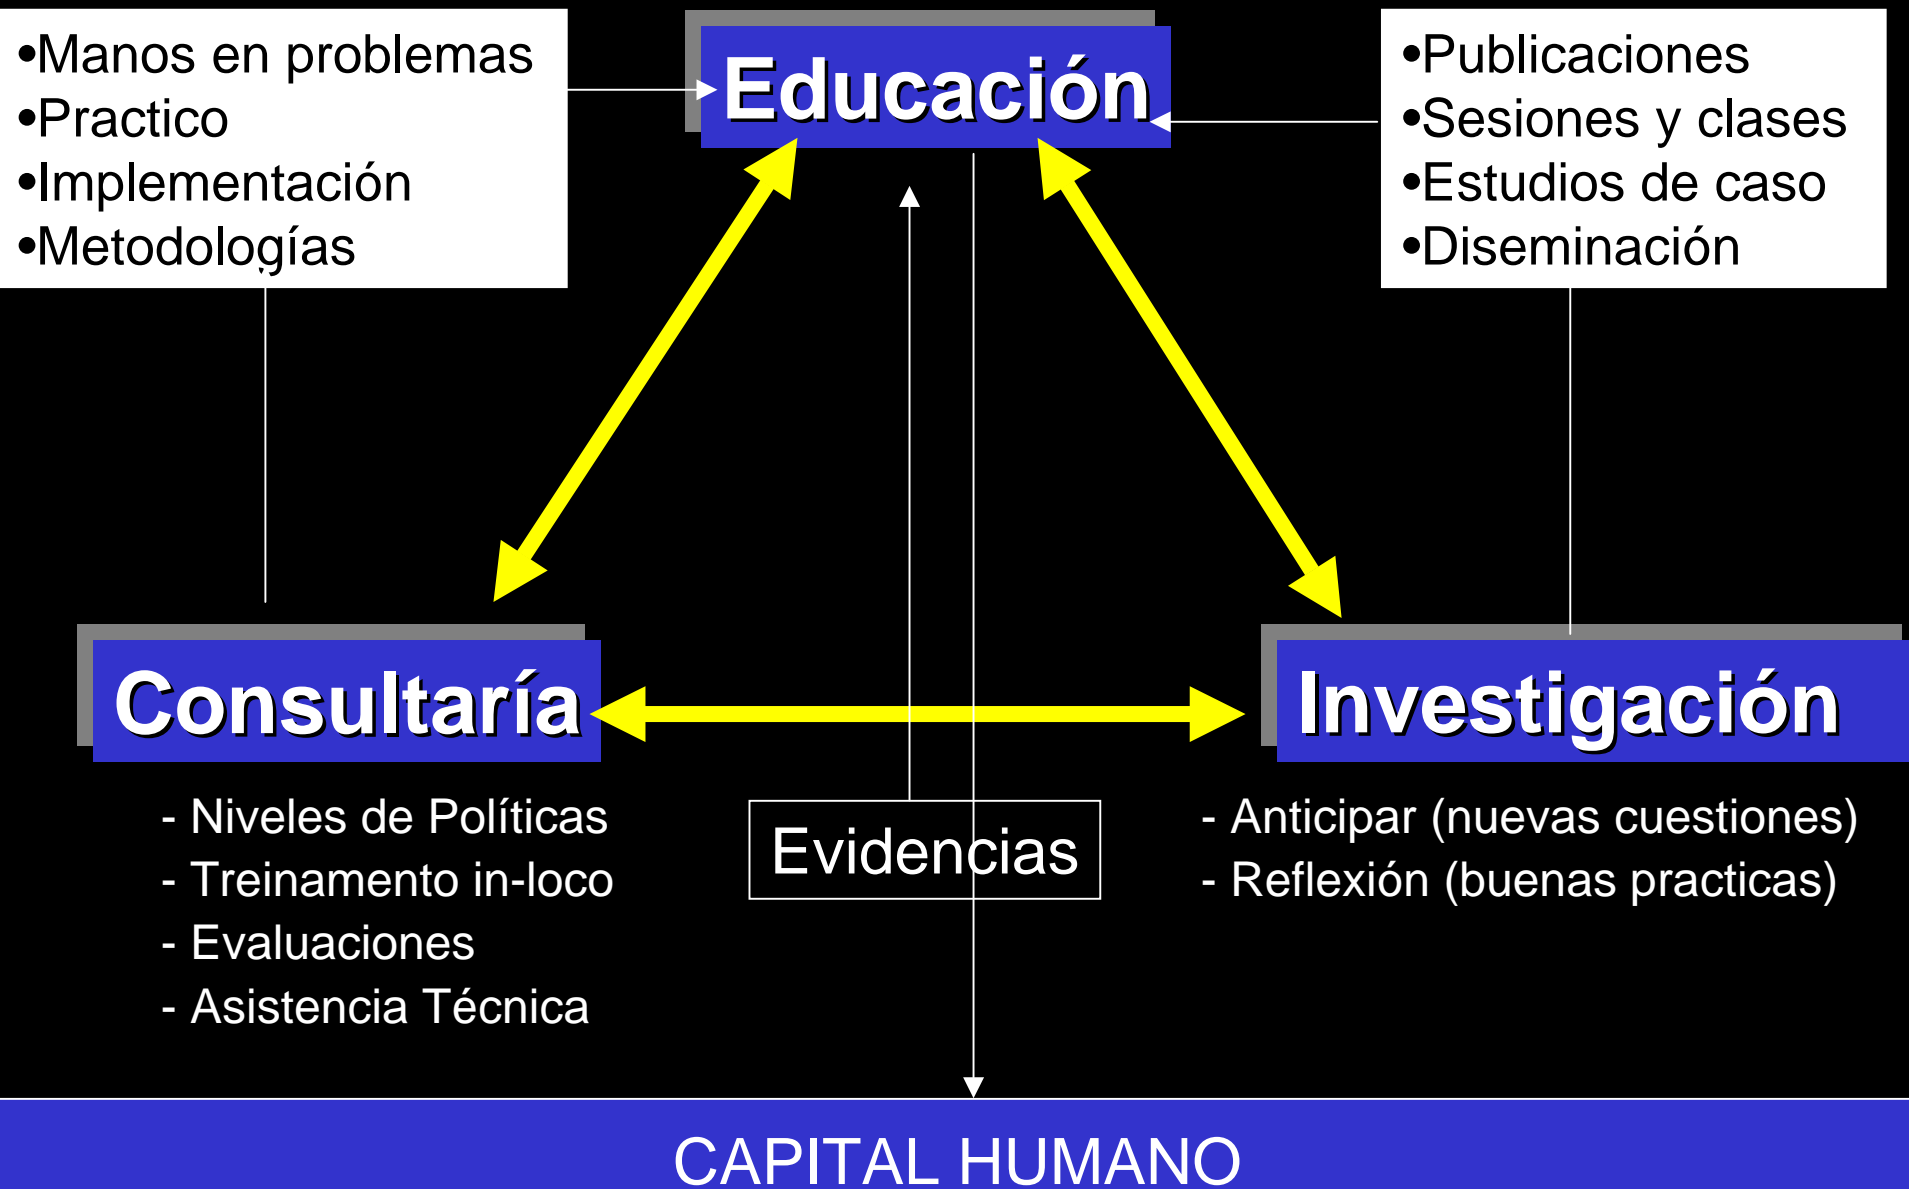 •Manos en problemas
•Practico
•Implementación
•Metodologías
Educación
•Publicaciones
•Sesiones y clases
•Estudios de caso
•Diseminación
Consultaría
Investigación
- Niveles de Políticas
- Treinamento in-loco
- Evaluaciones
- Asistencia Técnica
Evidencias
- Anticipar (nuevas cuestiones)
- Reflexión (buenas practicas)
CAPITAL HUMANO